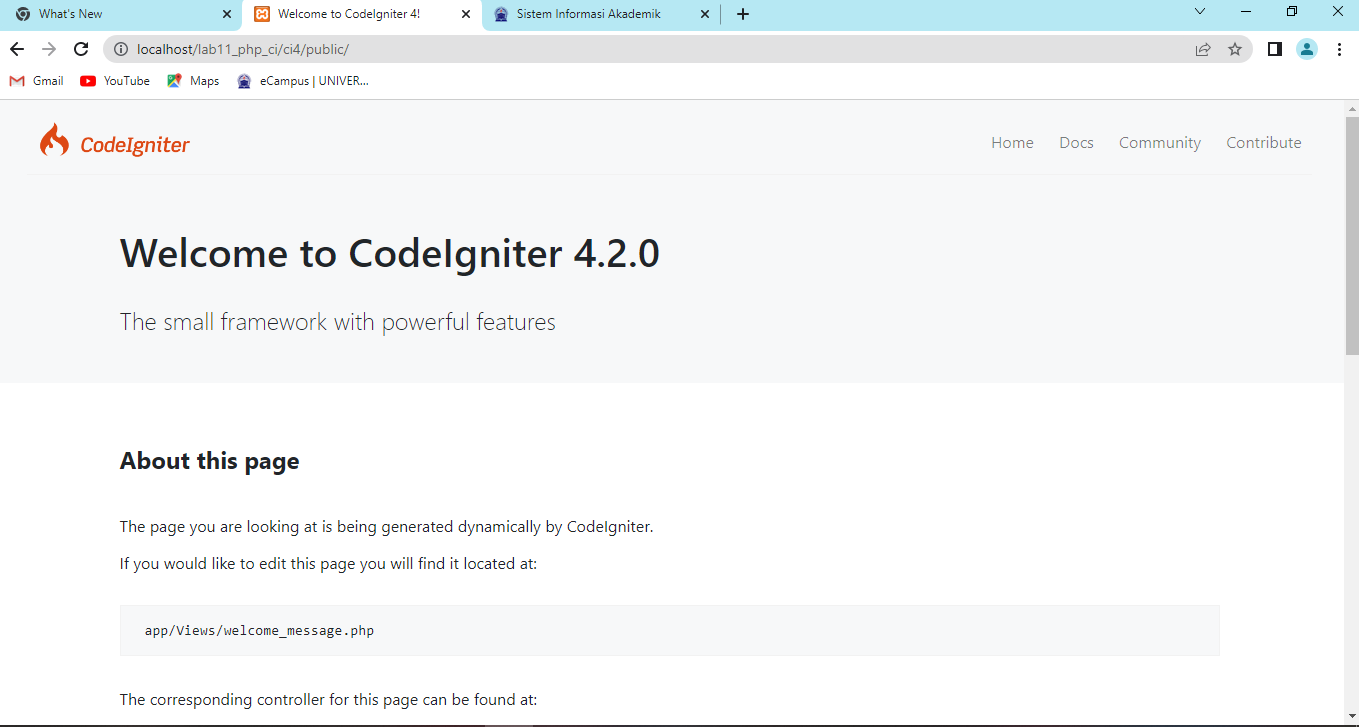 What's New
Welcome to CodeIgniter 4!
Sistem Informasi Akademik
localhost/lab11_php_ci/ci4/public/
Gmail
YouTube
Maps
eCampus | UNIVER...
CodeIgniter
Home
Docs
Community
Contribute
Welcome to CodeIgniter 4.2.0
The small framework with powerful features
About this page
The page you are looking at is being generated dynamically by CodeIgniter.
If you would like to edit this page you will find it located at:
app/Views/welcome_message.php
The corresponding controller for this page can be found at: